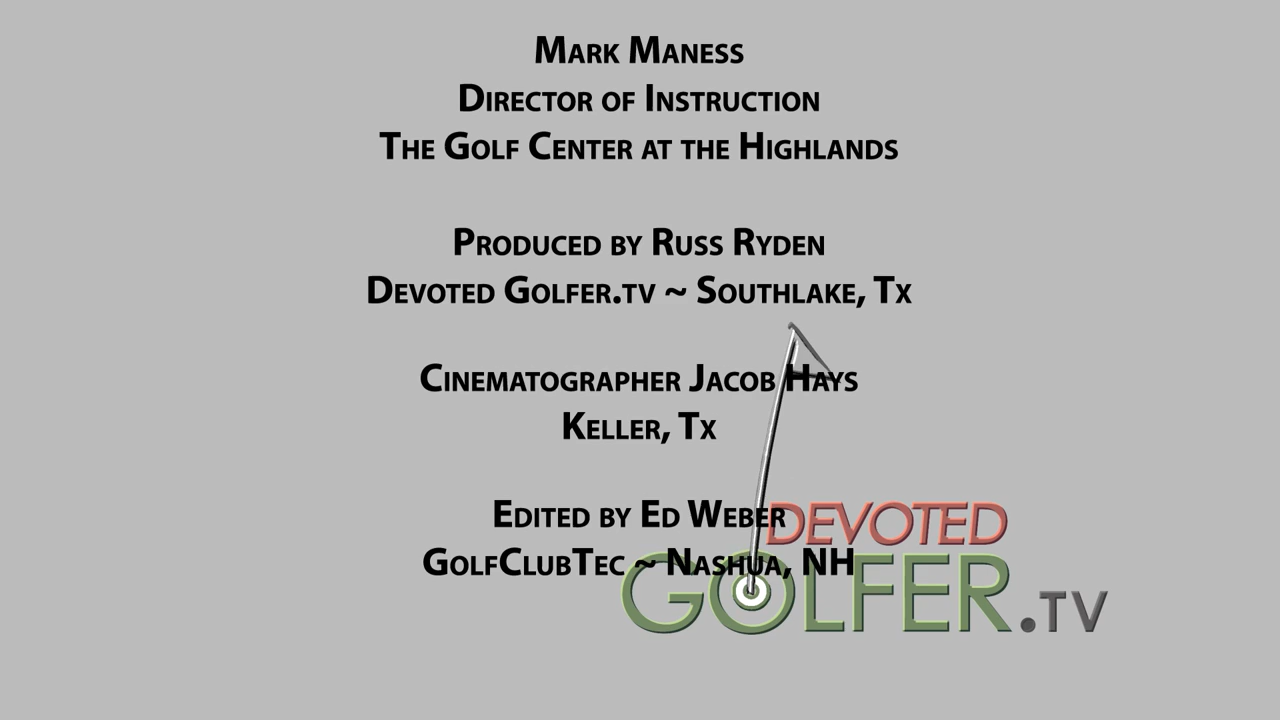 Mark Maness
Director of Instruction
The Golf Center at the Highlands
Produced by Russ Ryden
Devoted Golfer.tv ~ Southlake, Tx
Cinematographer Jacob Hays
Keller, Tx
Edited by Ed Weber
GolfClubTec ~ Nashua, NH
DEVOTED
GOLFER.TV